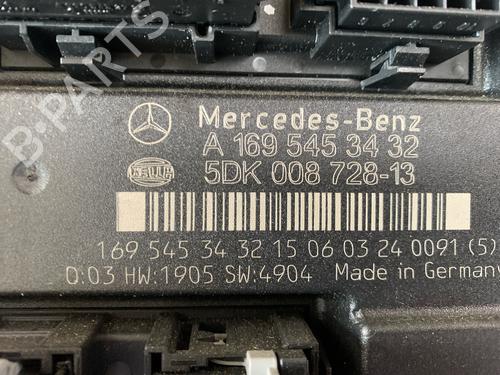 B-PARTS
Mercedes-Benz
A 169 545 34 32
HELLA
5DK 008 728-13
169 545 34 32 15 06 03 24 0091 (5)
0:03 HW:1905 SW:4904 Made in Germany